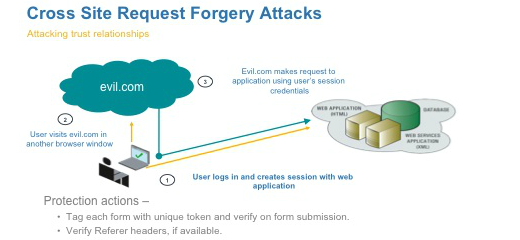 Cross Site Request Forgery Attacks
Attacking trust relationships
evil.com
3
Evil.com makes request to
application using user's session
credentials
WEB APPLICATION
(HTML)
DATABASE
WEB SERVICES
APPLICATION
(XML)
2
User visits evil.com in
another browser window
1
User logs in and creates session with web
application
Protection actions –
• Tag each form with unique token and verify on form submission.
• Verify Referer headers, if available.